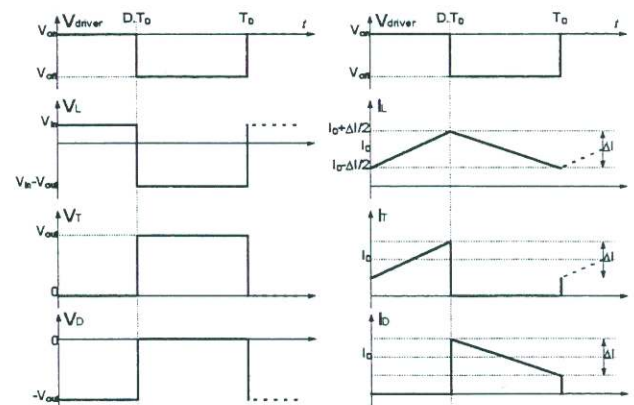 Von Vdriver D.T0 T0 t
Voff
VL
Vin
Vin-Vout
VT
Vout
0
VD
0
-Vout
Von Vdriver D.T0 T0 t
Voff
IL
I0+ΔI/2
I0
I0-ΔI/2
ΔI
IT
I0
ΔI
ID
I0
ΔI